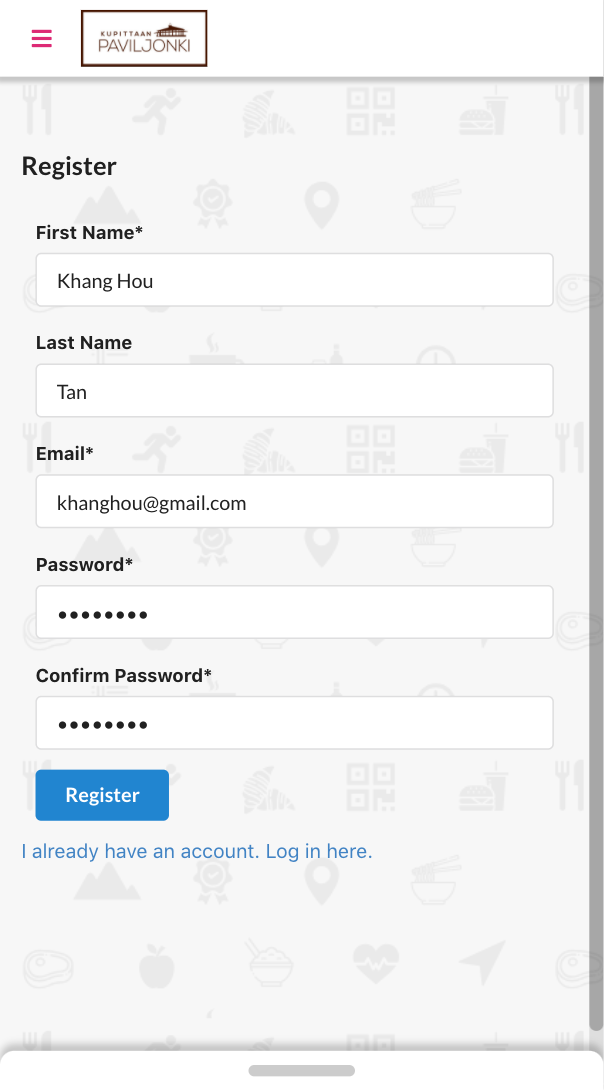 KUPITTAAN
PAVILJONKI
Register
First Name*
Khang Hou
Last Name
Tan
Email*
khanghou@gmail.com
Password*
••••••••
Confirm Password*
••••••••
Register
I already have an account. Log in here.